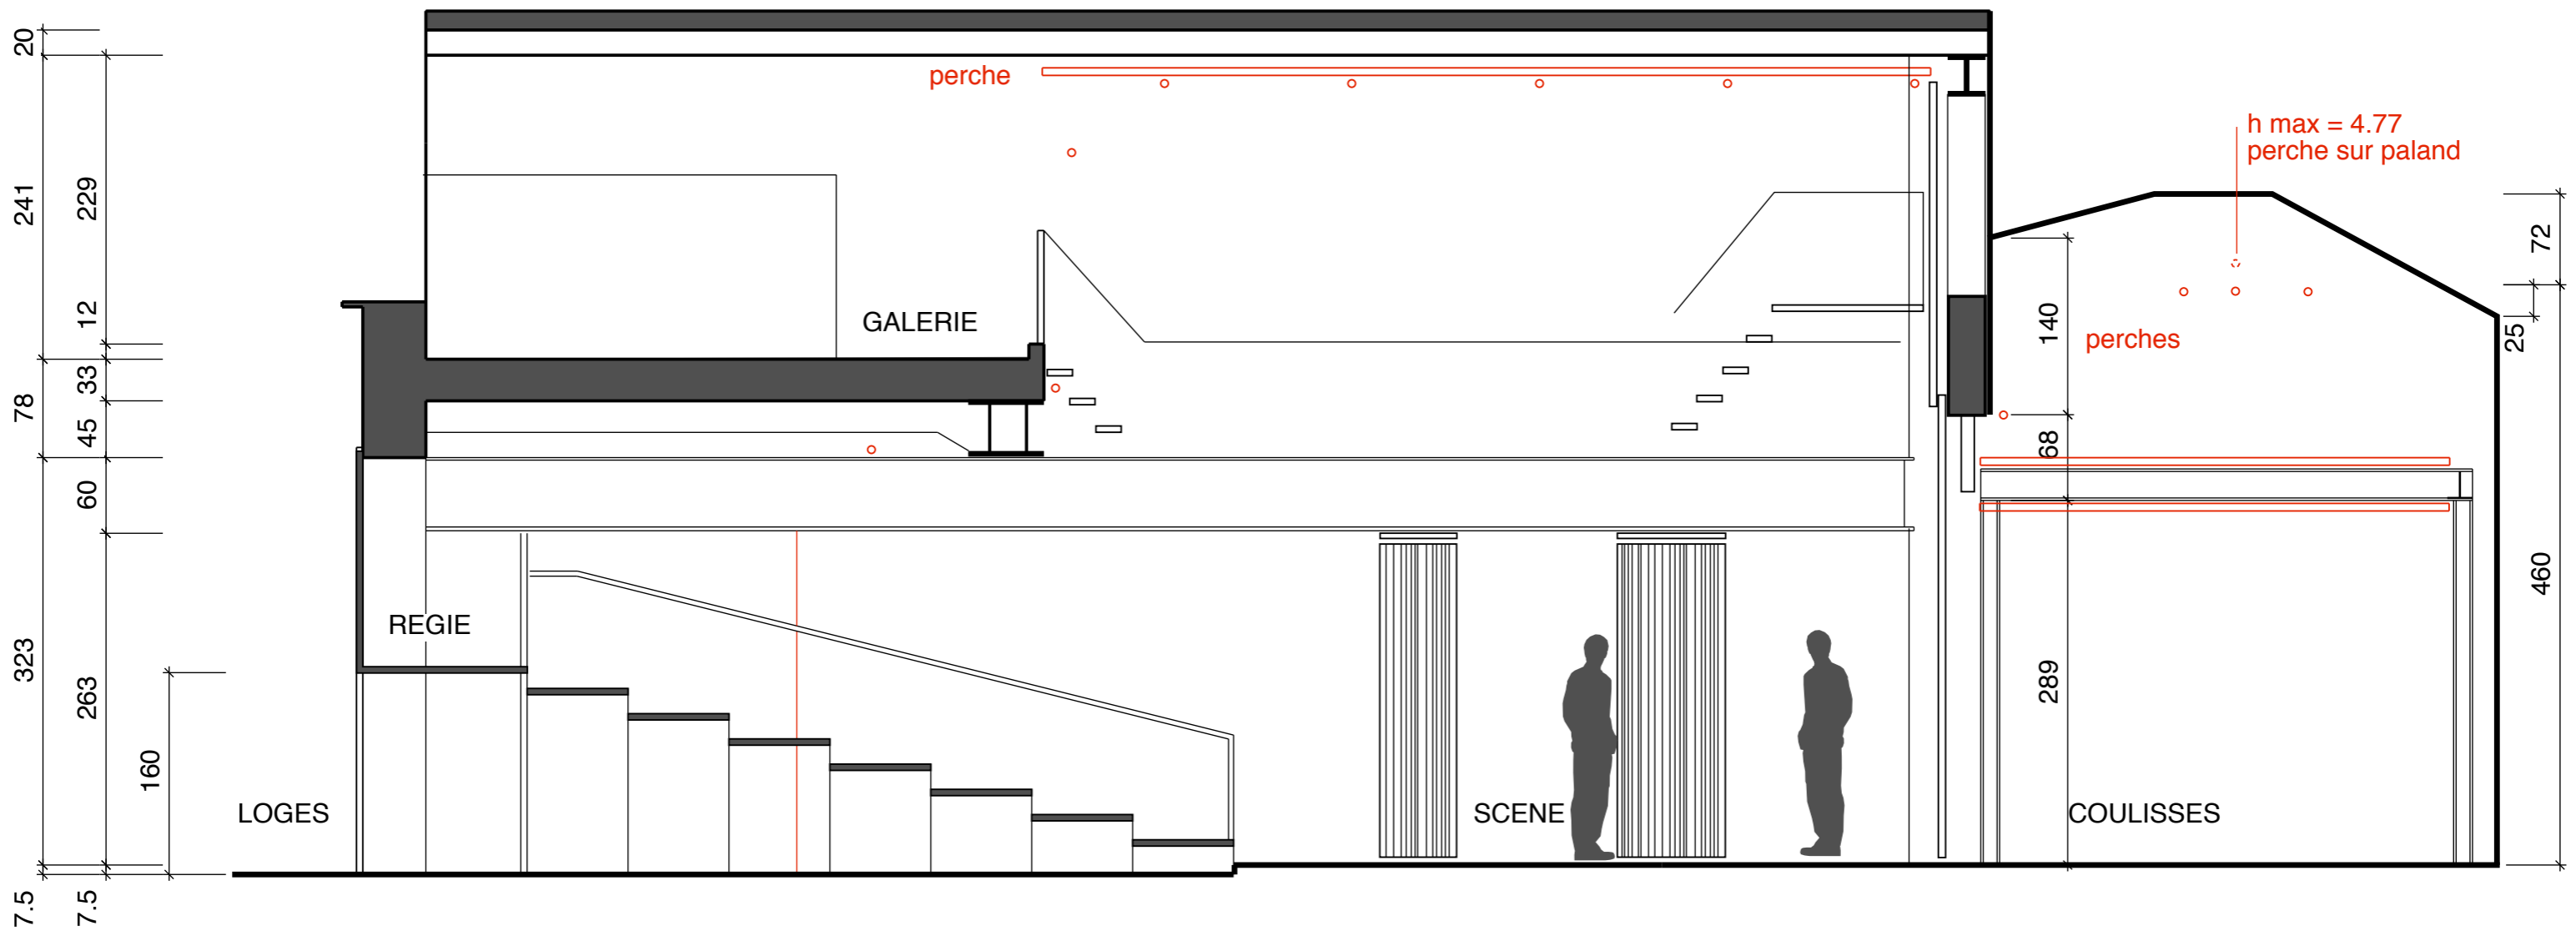 20
241
78
323
7.5
229
12
33
45
60
263
7.5
160
perche
GALERIE
REGIE
LOGES
SCENE
COULISSES
h max = 4.77
perche sur paland
perches
140
68
289
72
25
460